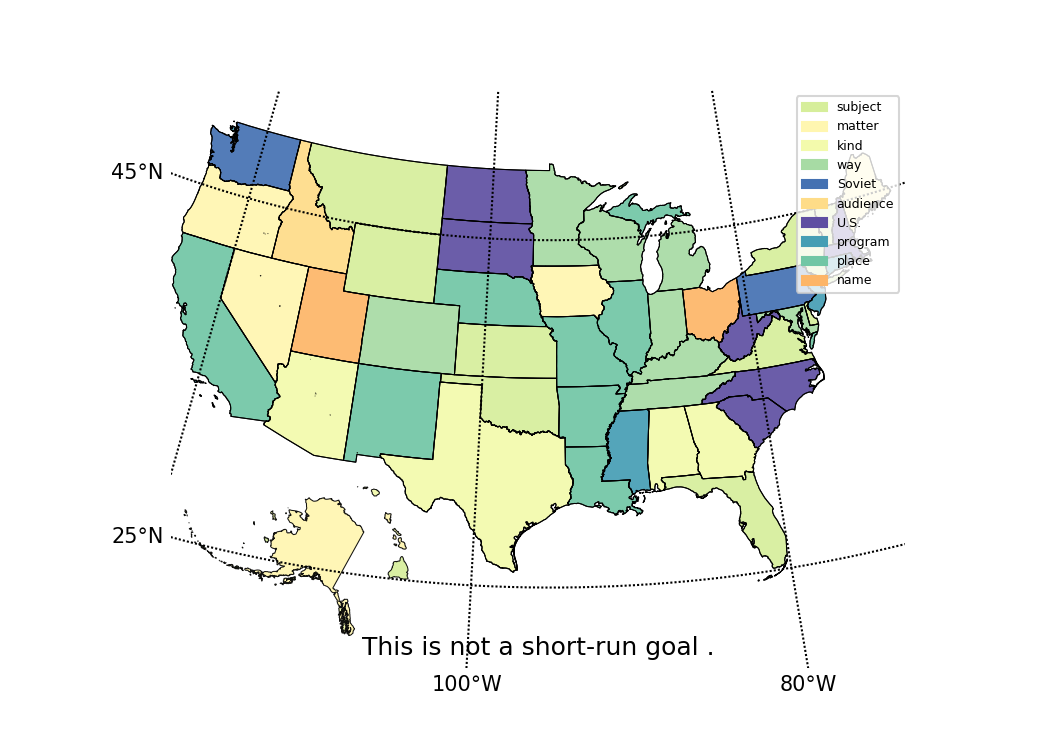 subject
matter
kind
way
Soviet
audience
U.S.
program
place
name
45°N
25°N
This is not a short-run goal .
100°W
80°W